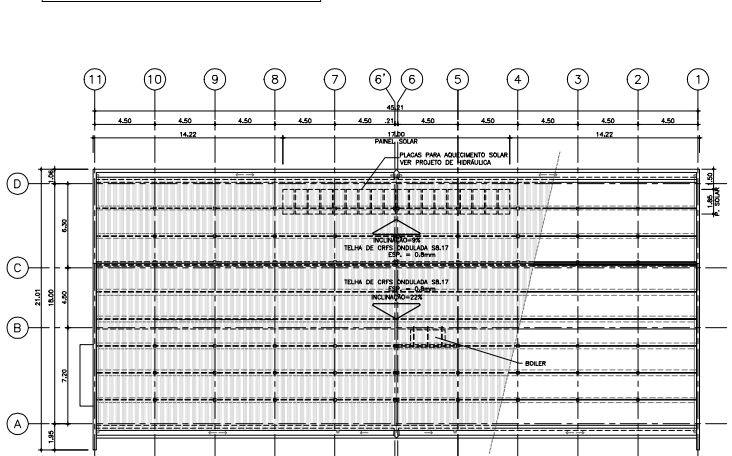 11 10 9 8 7 6' 6 5 4 3 2 1
45.21
4.50 4.50 4.50 4.50 4.50 .21 4.50 4.50 4.50 4.50 4.50
14.22 17.00 14.22
PAINEL SOLAR
PLACAS PARA AQUECIMENTO SOLAR
VER PROJETO DE HIDRÁULICA
1.06
1.50
D
1.85
P. SOLAR
6.30
INCLINAÇÃO=9%
TELHA DE CRFS ONDULADA S8.17
ESP. = 0.8mm
C
TELHA DE CRFS ONDULADA S8.17
ESP. = 0.8mm
INCLINAÇÃO=22%
21.01
18.00
4.50
B
BOILER
7.20
A
1.95